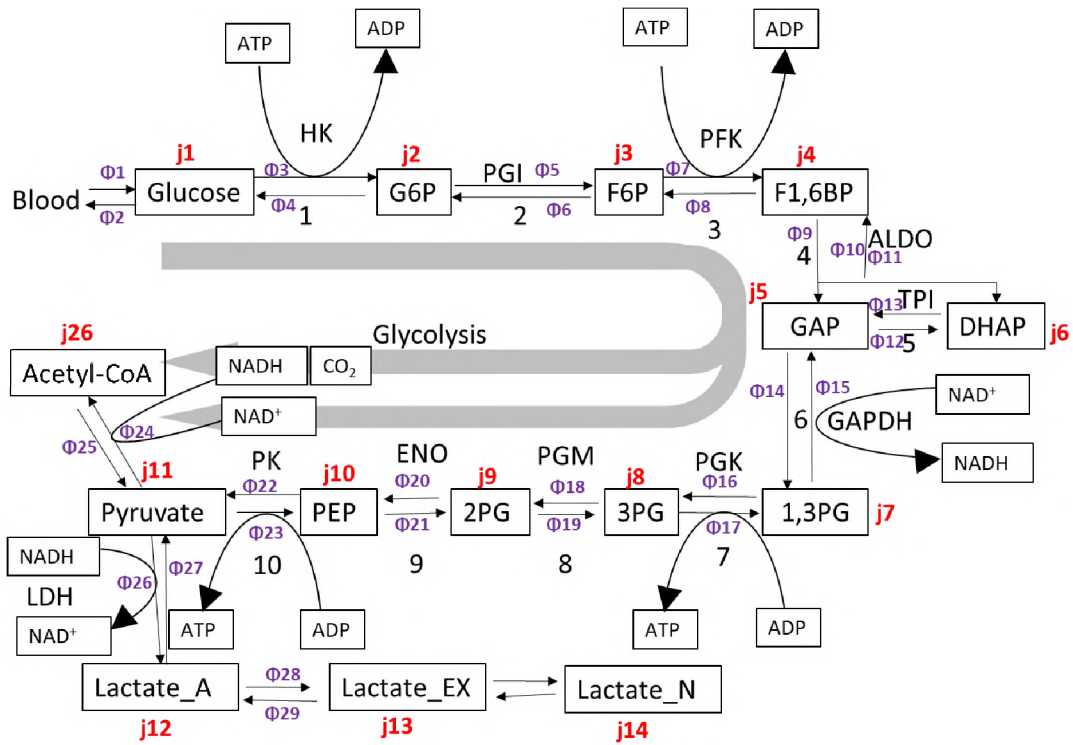 ATP
ADP
ATP
ADP
HK
PFK
j1
j2
j3
j4
Φ1
Φ3
PGI
Φ5
Φ7
Blood
Glucose
G6P
F6P
F1,6BP
Φ2
Φ4
1
2
Φ6
Φ8
3
Φ9
4
Φ10
ALDO
Φ11
j5
Φ13
TPI
GAP
DHAP
j6
Φ12
5
j26
Glycolysis
Acetyl-CoA
NADH
CO2
NAD+
Φ14
Φ15
6
NAD+
GAPDH
NADH
Φ24
Φ25
j11
PK
j10
ENO
j9
PGM
j8
PGK
Φ22
Φ20
Φ18
Φ16
Pyruvate
PEP
2PG
3PG
1,3PG
j7
Φ23
Φ21
Φ19
Φ17
10
9
8
7
NADH
Φ26
Φ27
LDH
NAD+
ATP
ADP
ATP
ADP
Lactate_A
Φ28
Lactate_EX
Lactate_N
Φ29
j12
j13
j14